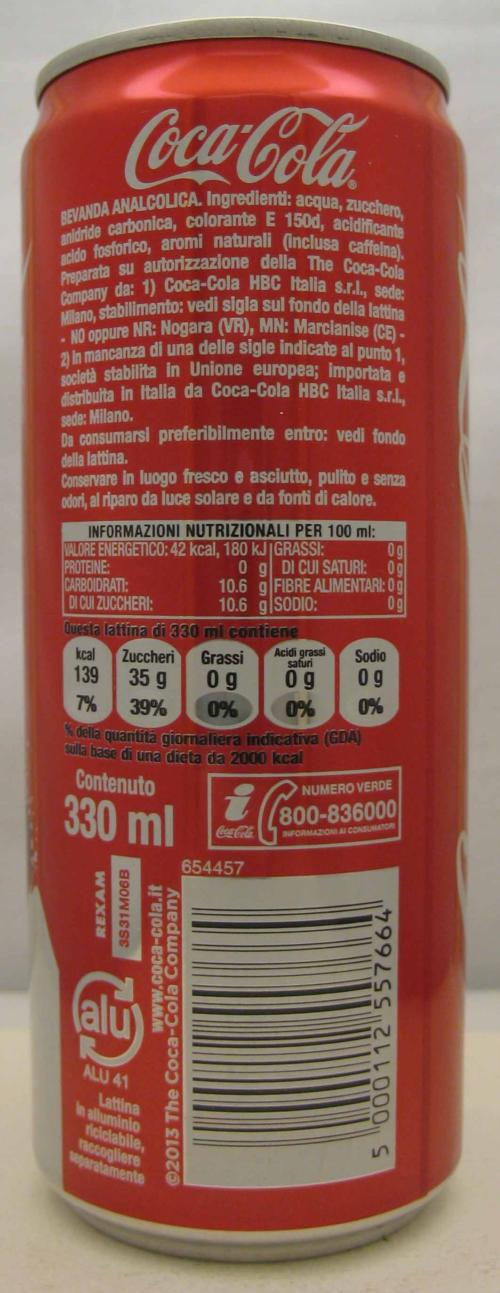 Coca-Cola®
BEVANDA ANALCOLICA. Ingredienti: acqua, zucchero,
anidride carbonica, colorante E 150d, acidificante
acido fosforico, aromi naturali (inclusa caffeina).
Preparata su autorizzazione della The Coca-Cola
Company da: 1) Coca-Cola HBC Italia s.r.l., sede:
Milano, stabilimento: vedi sigla sul fondo della lattina
- NO oppure NR: Nogara (VR), MN: Marcianise (CE) -
2) In mancanza di una delle sigle indicate al punto 1,
società stabilita in Unione europea; importata e
distribuita in Italia da Coca-Cola HBC Italia s.r.l.,
sede: Milano.
Da consumarsi preferibilmente entro: vedi fondo
della lattina.
Conservare in luogo fresco e asciutto, pulito e senza
odori, al riparo da luce solare e da fonti di calore.
INFORMAZIONI NUTRIZIONALI PER 100 ml:
VALORE ENERGETICO: 42 kcal, 180 kJ GRASSI: 0 g
PROTEINE: 0 g DI CUI SATURI: 0 g
CARBOIDRATI: 10.6 g FIBRE ALIMENTARI: 0 g
DI CUI ZUCCHERI: 10.6 g SODIO: 0 g
Questa lattina di 330 ml contiene
kcal 139 7%
Zuccheri 35 g 39%
Grassi 0 g 0%
Acidi grassi saturi 0 g 0%
Sodio 0 g 0%
% della quantità giornaliera indicativa (GDA)
sulla base di una dieta da 2000 kcal
Contenuto
330 ml
i
Coca-Cola
NUMERO VERDE
800-836000
INFORMAZIONI AI CONSUMATORI
654457
REXAM
3S31M06B
alu
ALU 41
Lattina
in alluminio
riciclabile,
raccogliere
separatamente
www.coca-cola.it
©2013 The Coca-Cola Company
5 000112 557664